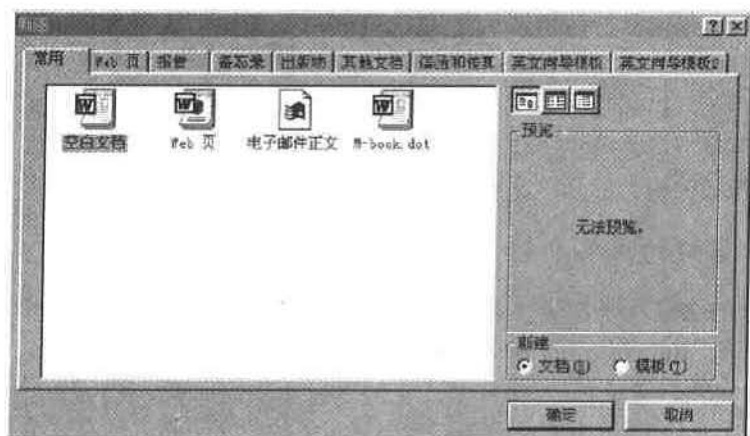 新建
常用 Web 页 报告 备忘录 出版物 其他文档 信函和传真 英文向导模板 英文向导模板2
空白文档 Web 页 电子邮件正文 M-book.dot
预览
无法预览。
新建
文档(D) 模板(T)
确定 取消